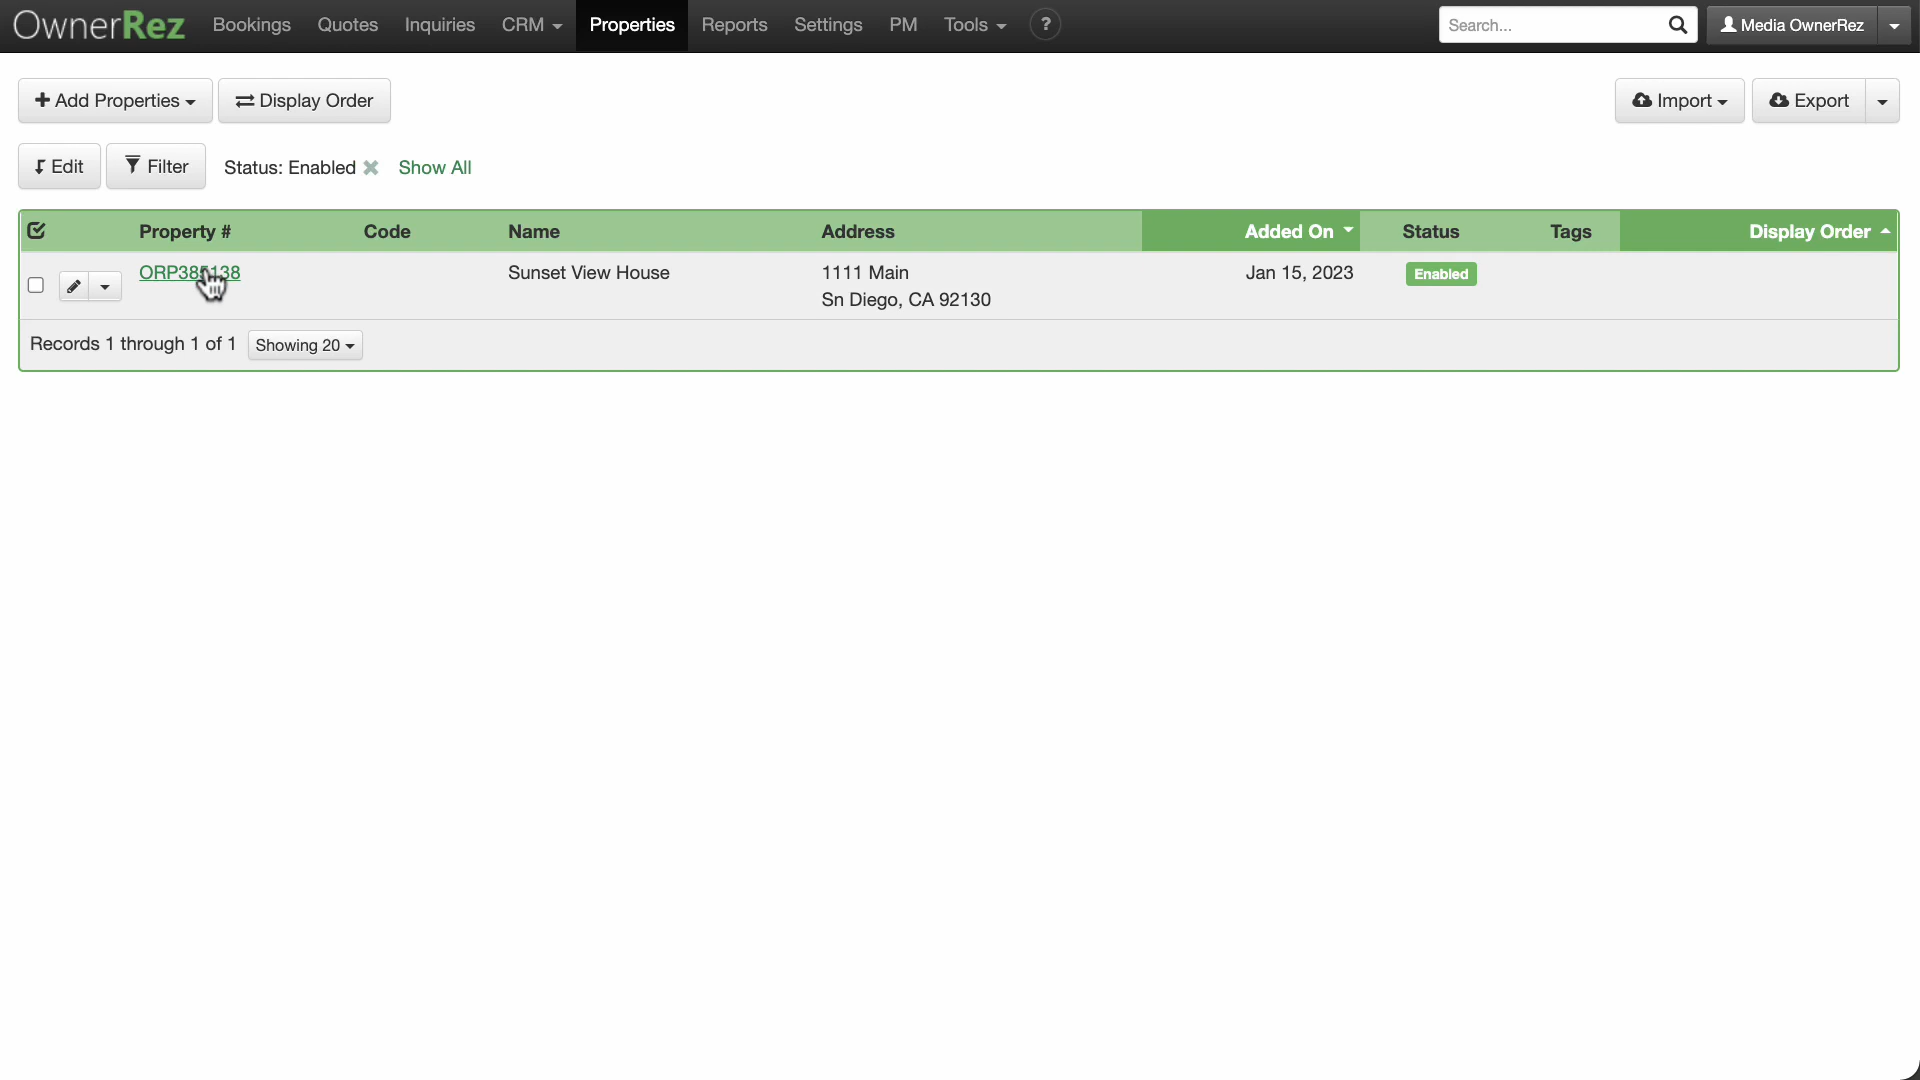 OwnerRez Bookings Quotes Inquiries CRM Properties Reports Settings PM Tools ? Search... Media OwnerRez
Add Properties Display Order Import Export
Edit Filter Status: Enabled Show All
Property # Code Name Address Added On Status Tags Display Order
ORP385138 Sunset View House 1111 Main Jan 15, 2023 Enabled
Sn Diego, CA 92130
Records 1 through 1 of 1 Showing 20